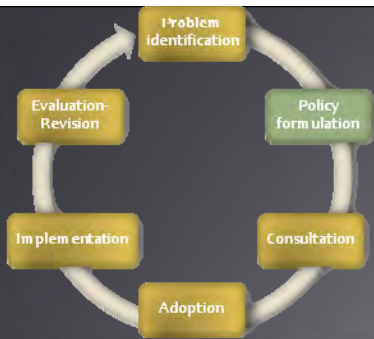 Problem
identification
Policy
formulation
Consultation
Adoption
Implementation
Evaluation-
Revision